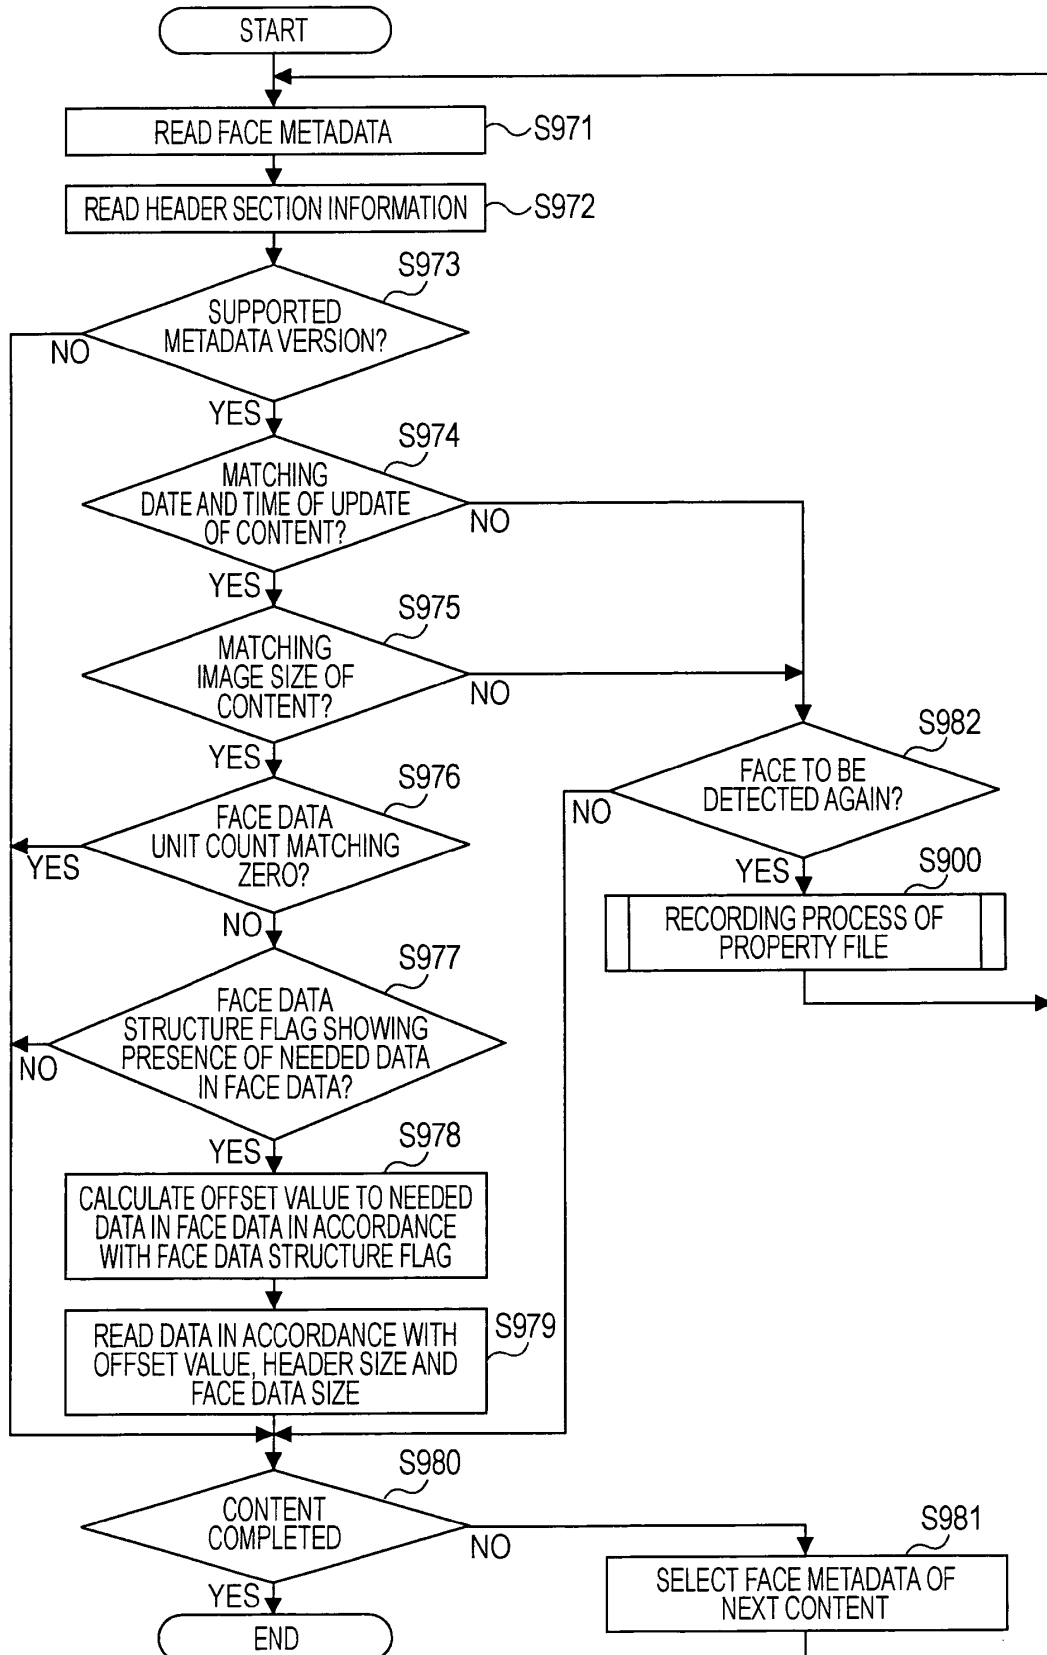 START
READ FACE METADATA
S971
READ HEADER SECTION INFORMATION
S972
S973
SUPPORTED
METADATA VERSION?
NO
YES
S974
MATCHING
DATE AND TIME OF UPDATE
OF CONTENT?
NO
YES
S975
MATCHING
IMAGE SIZE OF
CONTENT?
NO
YES
S976
FACE DATA
UNIT COUNT MATCHING
ZERO?
YES
NO
S982
FACE TO BE
DETECTED AGAIN?
NO
YES
S900
RECORDING PROCESS OF
PROPERTY FILE
S977
FACE DATA
STRUCTURE FLAG SHOWING
PRESENCE OF NEEDED DATA
IN FACE DATA?
NO
YES
S978
CALCULATE OFFSET VALUE TO NEEDED
DATA IN FACE DATA IN ACCORDANCE
WITH FACE DATA STRUCTURE FLAG
S979
READ DATA IN ACCORDANCE WITH
OFFSET VALUE, HEADER SIZE AND
FACE DATA SIZE
S980
CONTENT
COMPLETED
NO
YES
S981
SELECT FACE METADATA OF
NEXT CONTENT
END